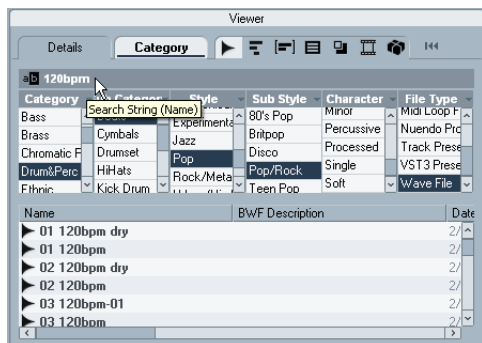 Viewer
Details
Category
ab 120bpm
Search String (Name)
Category Style Sub Style Character File Type
Bass
Brass
Chromatic F
Drum&Perc
Ethnic
Cymbals
Drumset
HiHats
Kick Drum
Experimenta
Jazz
Pop
Rock/Meta
80's Pop
Britpop
Disco
Pop/Rock
Teen Pop
Minor
Percussive
Processed
Single
Soft
Midi Loop F
Nuendo Prc
Track Prese
VST3 Prese
Wave File
Name BWF Description Date
01 120bpm dry 2/
01 120bpm 2/
02 120bpm dry 2/
02 120bpm 2/
03 120bpm-01 2/
03 120bpm 2/